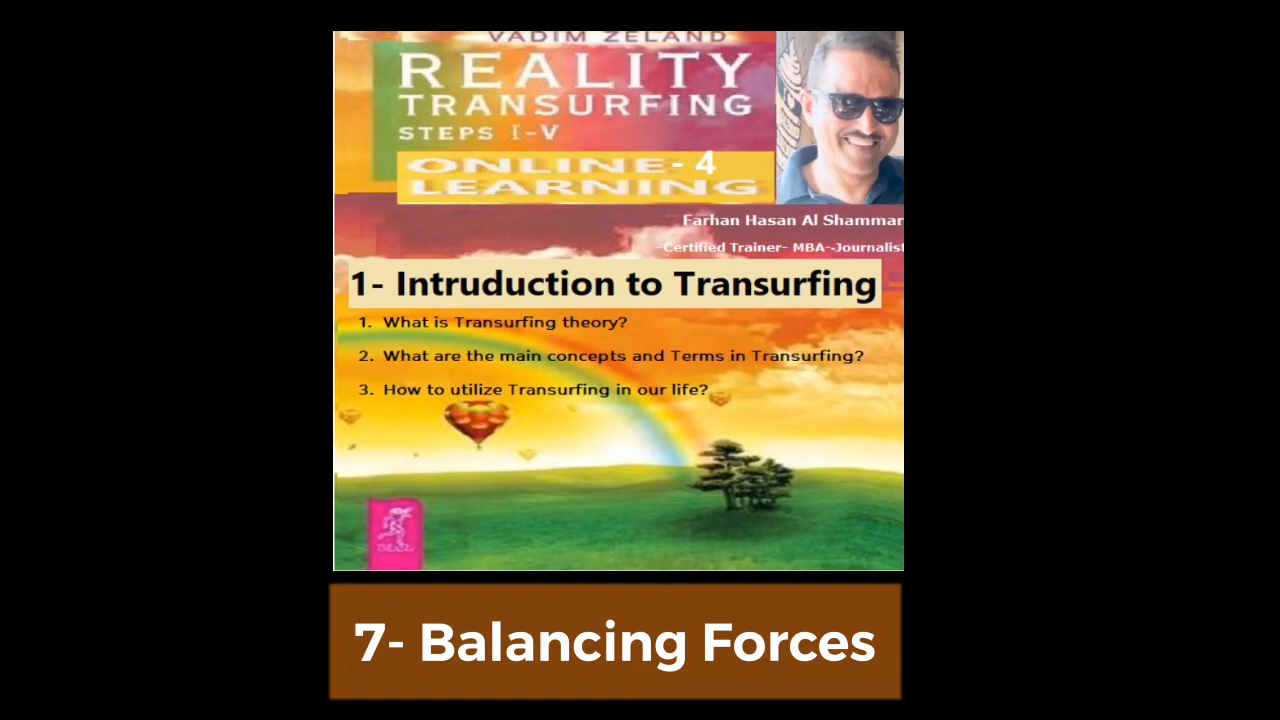 VADIM ZELAND
REALITY
TRANSURFING
STEPS I-V
ONLINE - 4
LEARNING
Farhan Hasan Al Shammar
-Certified Trainer- MBA--Journalist
1- Intruduction to Transurfing
1. What is Transurfing theory?
2. What are the main concepts and Terms in Transurfing?
3. How to utilize Transurfing in our life?
7- Balancing Forces